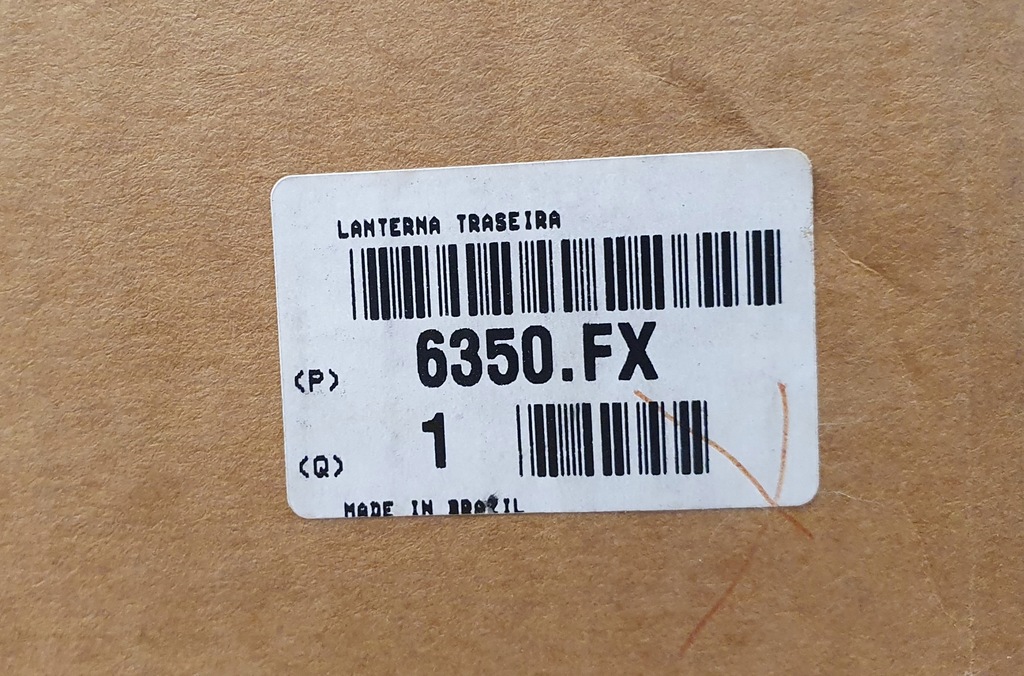 LANTERNA TRASEIRA
(P) 6350.FX
(Q) 1
MADE IN BRAZIL